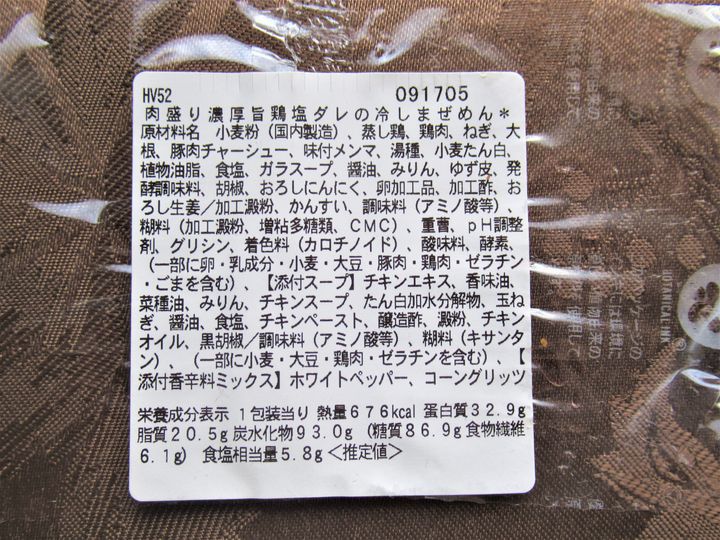 HV52 091705
肉盛り濃厚旨鶏塩ダレの冷しまぜめん＊
原材料名 小麦粉（国内製造）、蒸し鶏、鶏肉、ねぎ、大
根、豚肉チャーシュー、味付メンマ、湯種、小麦たん白、
植物油脂、食塩、ガラスープ、醤油、みりん、ゆず皮、発
酵調味料、胡椒、おろしにんにく、卵加工品、加工酢、お
ろし生姜／加工澱粉、かんすい、調味料（アミノ酸等）、
糊料（加工澱粉、増粘多糖類、ＣＭＣ）、重曹、ｐＨ調整
剤、グリシン、着色料（カロチノイド）、酸味料、酵素、
（一部に卵・乳成分・小麦・大豆・豚肉・鶏肉・ゼラチン
・ごまを含む）、【添付スープ】チキンエキス、香味油、
菜種油、みりん、チキンスープ、たん白加水分解物、玉ね
ぎ、醤油、食塩、チキンペースト、醸造酢、澱粉、チキン
オイル、黒胡椒／調味料（アミノ酸等）、糊料（キサンタ
ン）、（一部に小麦・大豆・鶏肉・ゼラチンを含む）、【
添付香辛料ミックス】ホワイトペッパー、コーングリッツ
栄養成分表示 １包装当り 熱量６７６kcal 蛋白質３２.９g
脂質２０.５g 炭水化物９３.０g （糖質８６.９g 食物繊維
６.１g） 食塩相当量５.８g＜推定値＞
BOTANICAL INK